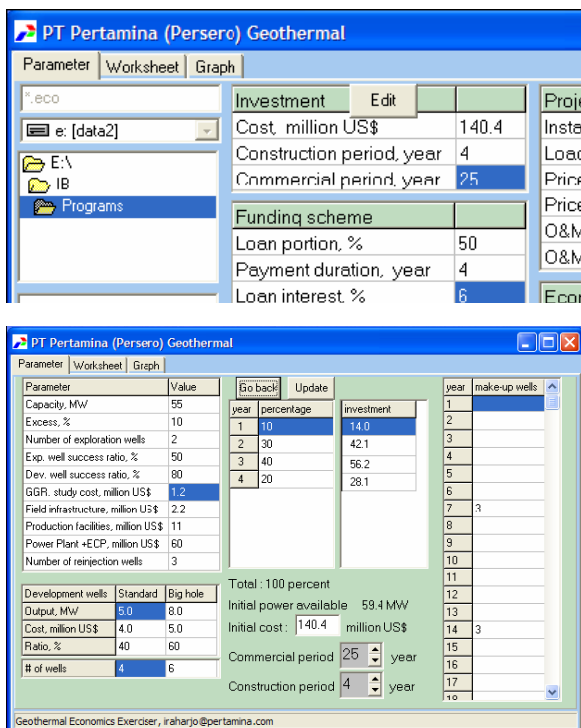 PT Pertamina (Persero) Geothermal
Parameter Worksheet Graph
*.eco
e: [data2]
E:\
IB
Programs
Investment Edit
Cost, million US$ 140.4
Construction period, year 4
Commercial period, year 25
Funding scheme
Loan portion, % 50
Payment duration, year 4
Loan interest, % 6
Proje
Insta
Load
Price
Price
O&M
O&M
Econ
PT Pertamina (Persero) Geothermal
Parameter Worksheet Graph
Parameter Value
Capacity, MW 55
Excess, % 10
Number of exploration wells 2
Exp. well success ratio, % 50
Dev. well success ratio, % 80
GGR. study cost, million US$ 1.2
Field infrastructure, million US$ 2.2
Production facilities, million US$ 11
Power Plant +ECP, million US$ 60
Number of reinjection wells 3
Development wells Standard Big hole
Output, MW 5.0 8.0
Cost, million US$ 4.0 5.0
Ratio, % 40 60
# of wells 4 6
Go back Update
year percentage investment
1 10 14.0
2 30 42.1
3 40 56.2
4 20 28.1
Total : 100 percent
Initial power available 59.4 MW
Initial cost : 140.4 million US$
Commercial period 25 year
Construction period 4 year
year make-up wells
1
2
3
4
5
6
7 3
8
9
10
11
12
13
14 3
15
16
17
18
Geothermal Economics Exerciser, iraharjo@pertamina.com